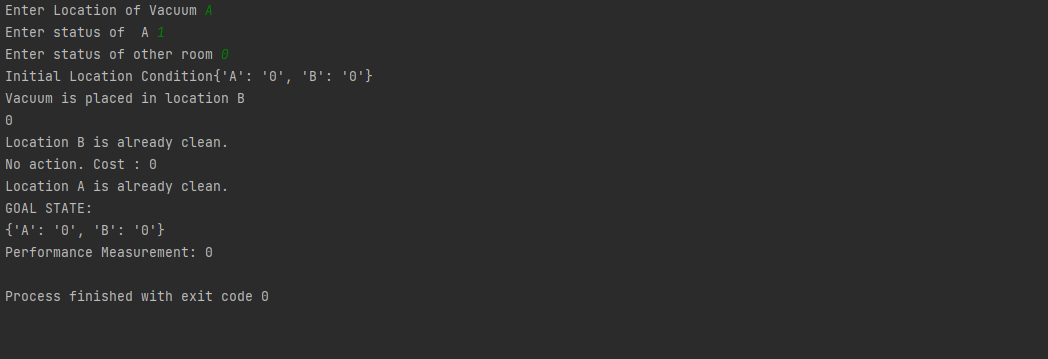 Enter Location of Vacuum A
Enter status of  A 1
Enter status of other room 0
Initial Location Condition{'A': '0', 'B': '0'}
Vacuum is placed in location B
0
Location B is already clean.
No action. Cost : 0
Location A is already clean.
GOAL STATE:
{'A': '0', 'B': '0'}
Performance Measurement: 0
Process finished with exit code 0